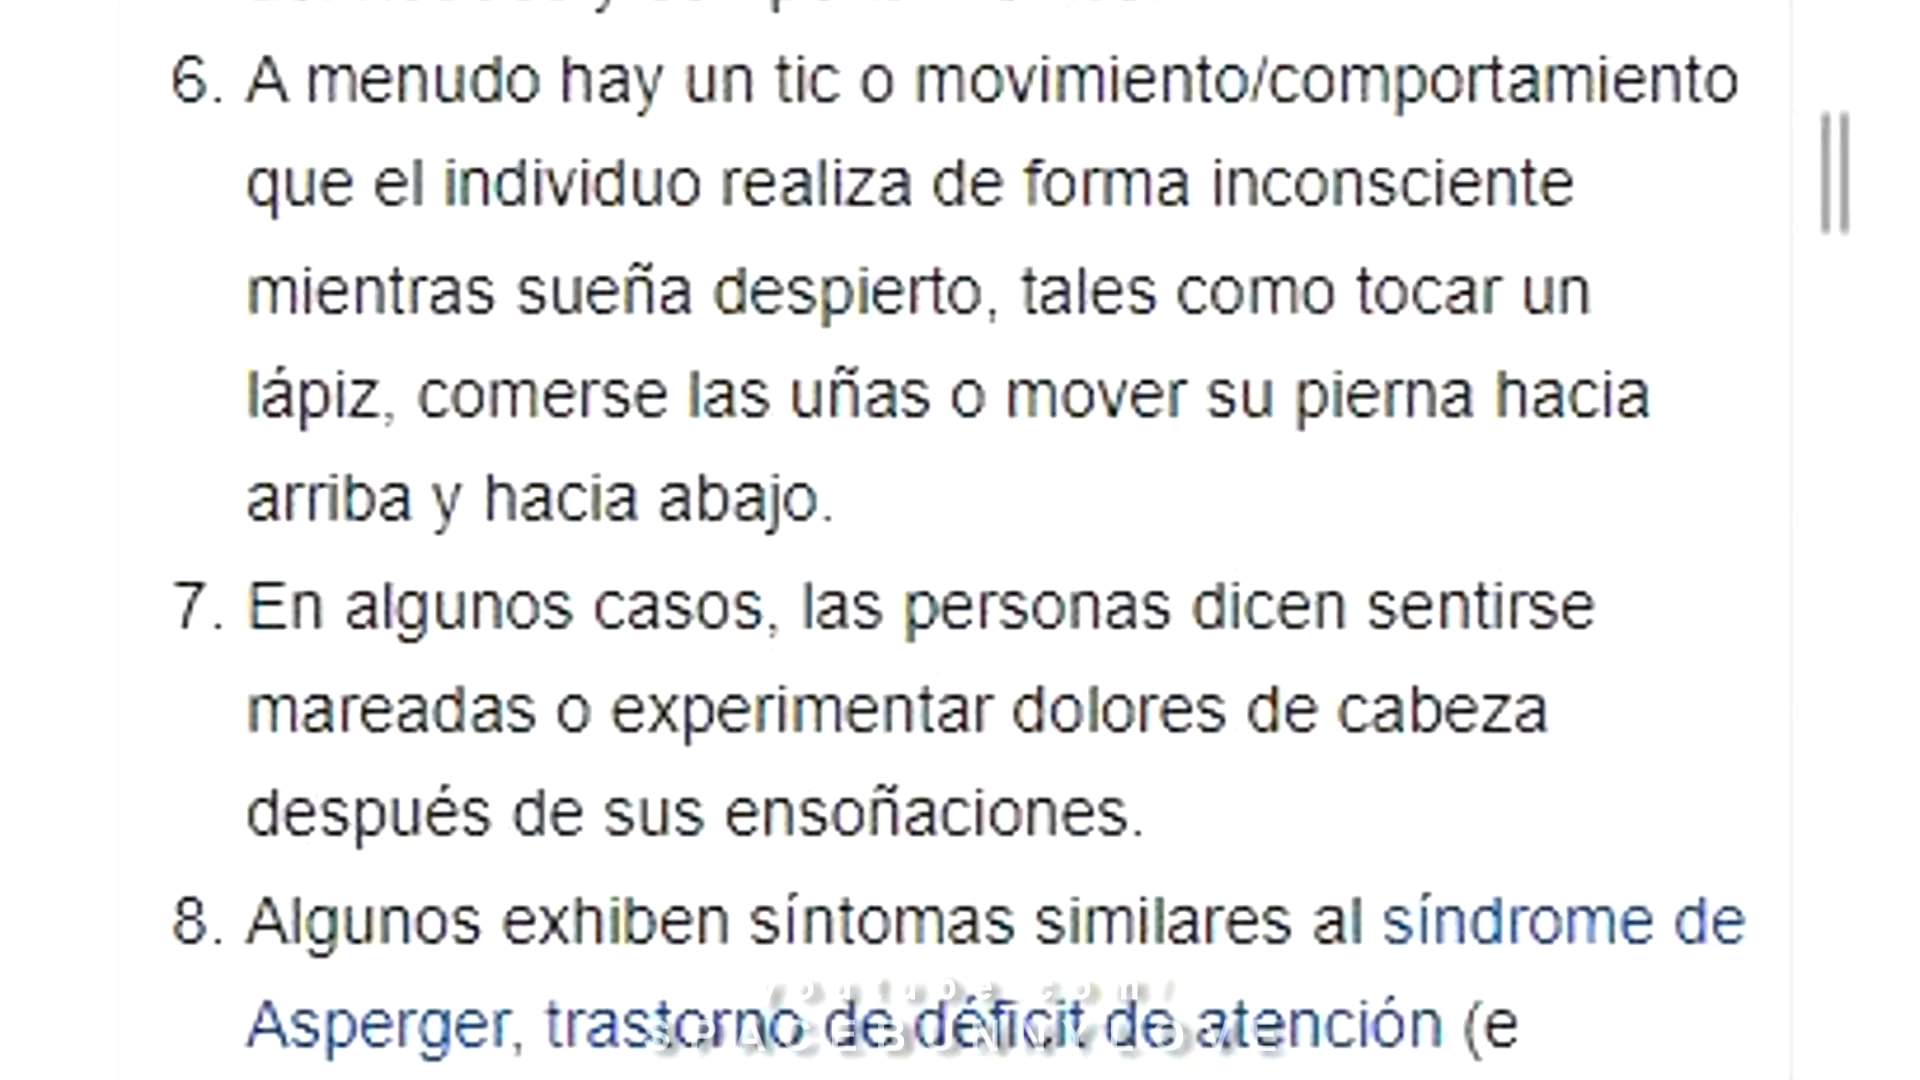 6. A menudo hay un tic o movimiento/comportamiento
que el individuo realiza de forma inconsciente
mientras sueña despierto, tales como tocar un
lápiz, comerse las uñas o mover su pierna hacia
arriba y hacia abajo.
7. En algunos casos, las personas dicen sentirse
mareadas o experimentar dolores de cabeza
después de sus ensoñaciones.
8. Algunos exhiben síntomas similares al síndrome de
youtube.com/
Asperger, trastorno de déficit de atención (e
SPACEBUNNYLOVE